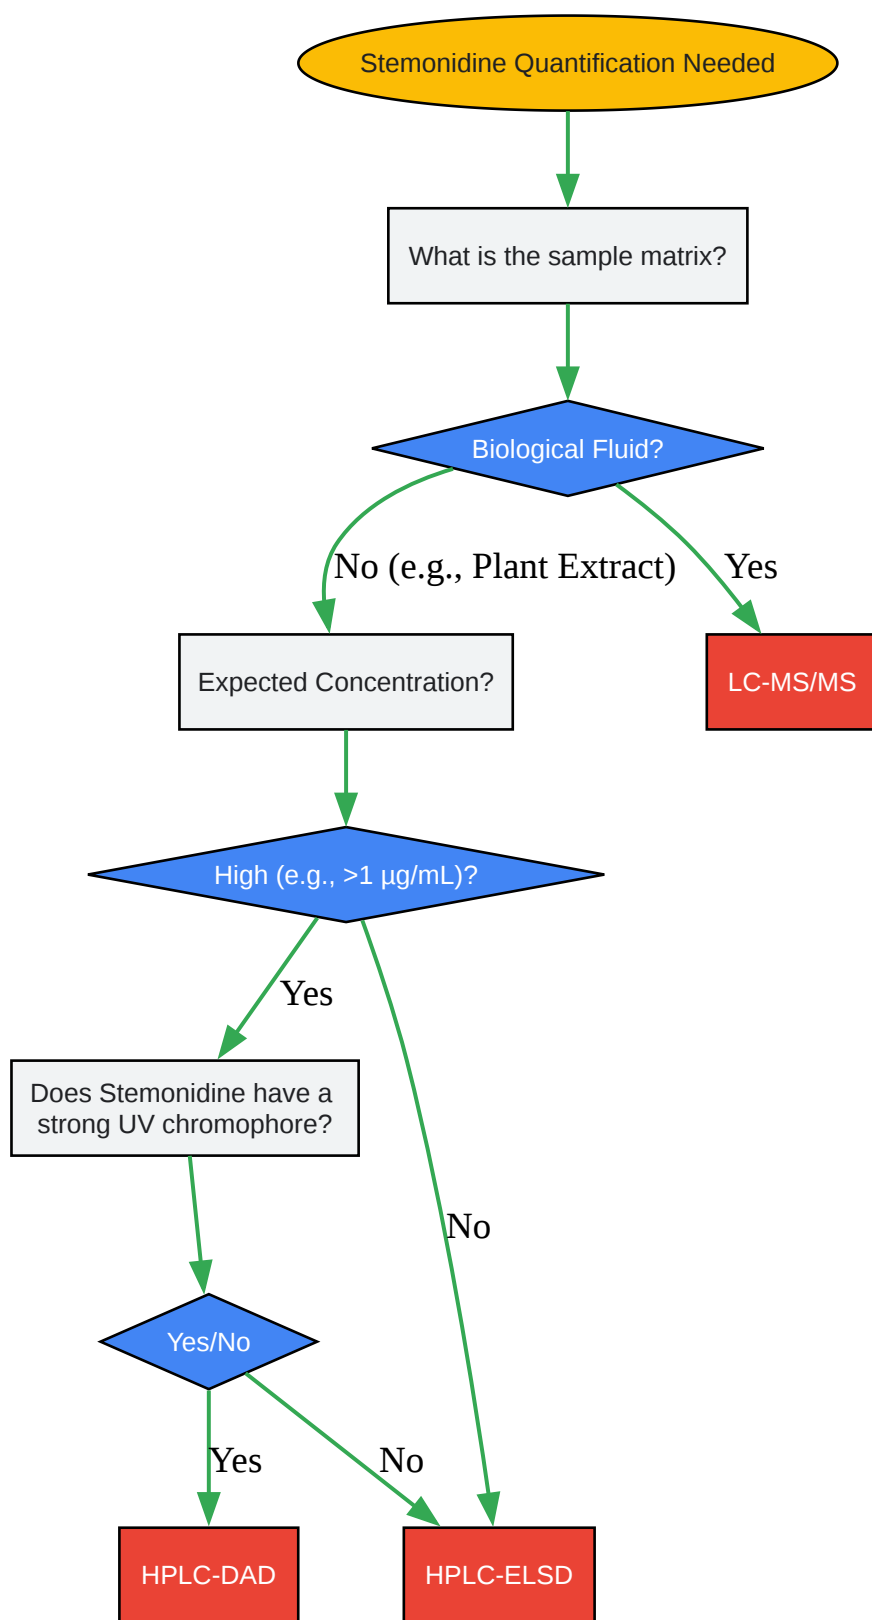 Stemonidine Quantification Needed
What is the sample matrix?
Biological Fluid?
No (e.g., Plant Extract)
Yes
Expected Concentration?
LC-MS/MS
High (e.g., >1 µg/mL)?
Yes
Does Stemonidine have a
strong UV chromophore?
No
Yes/No
Yes
No
HPLC-DAD
HPLC-ELSD